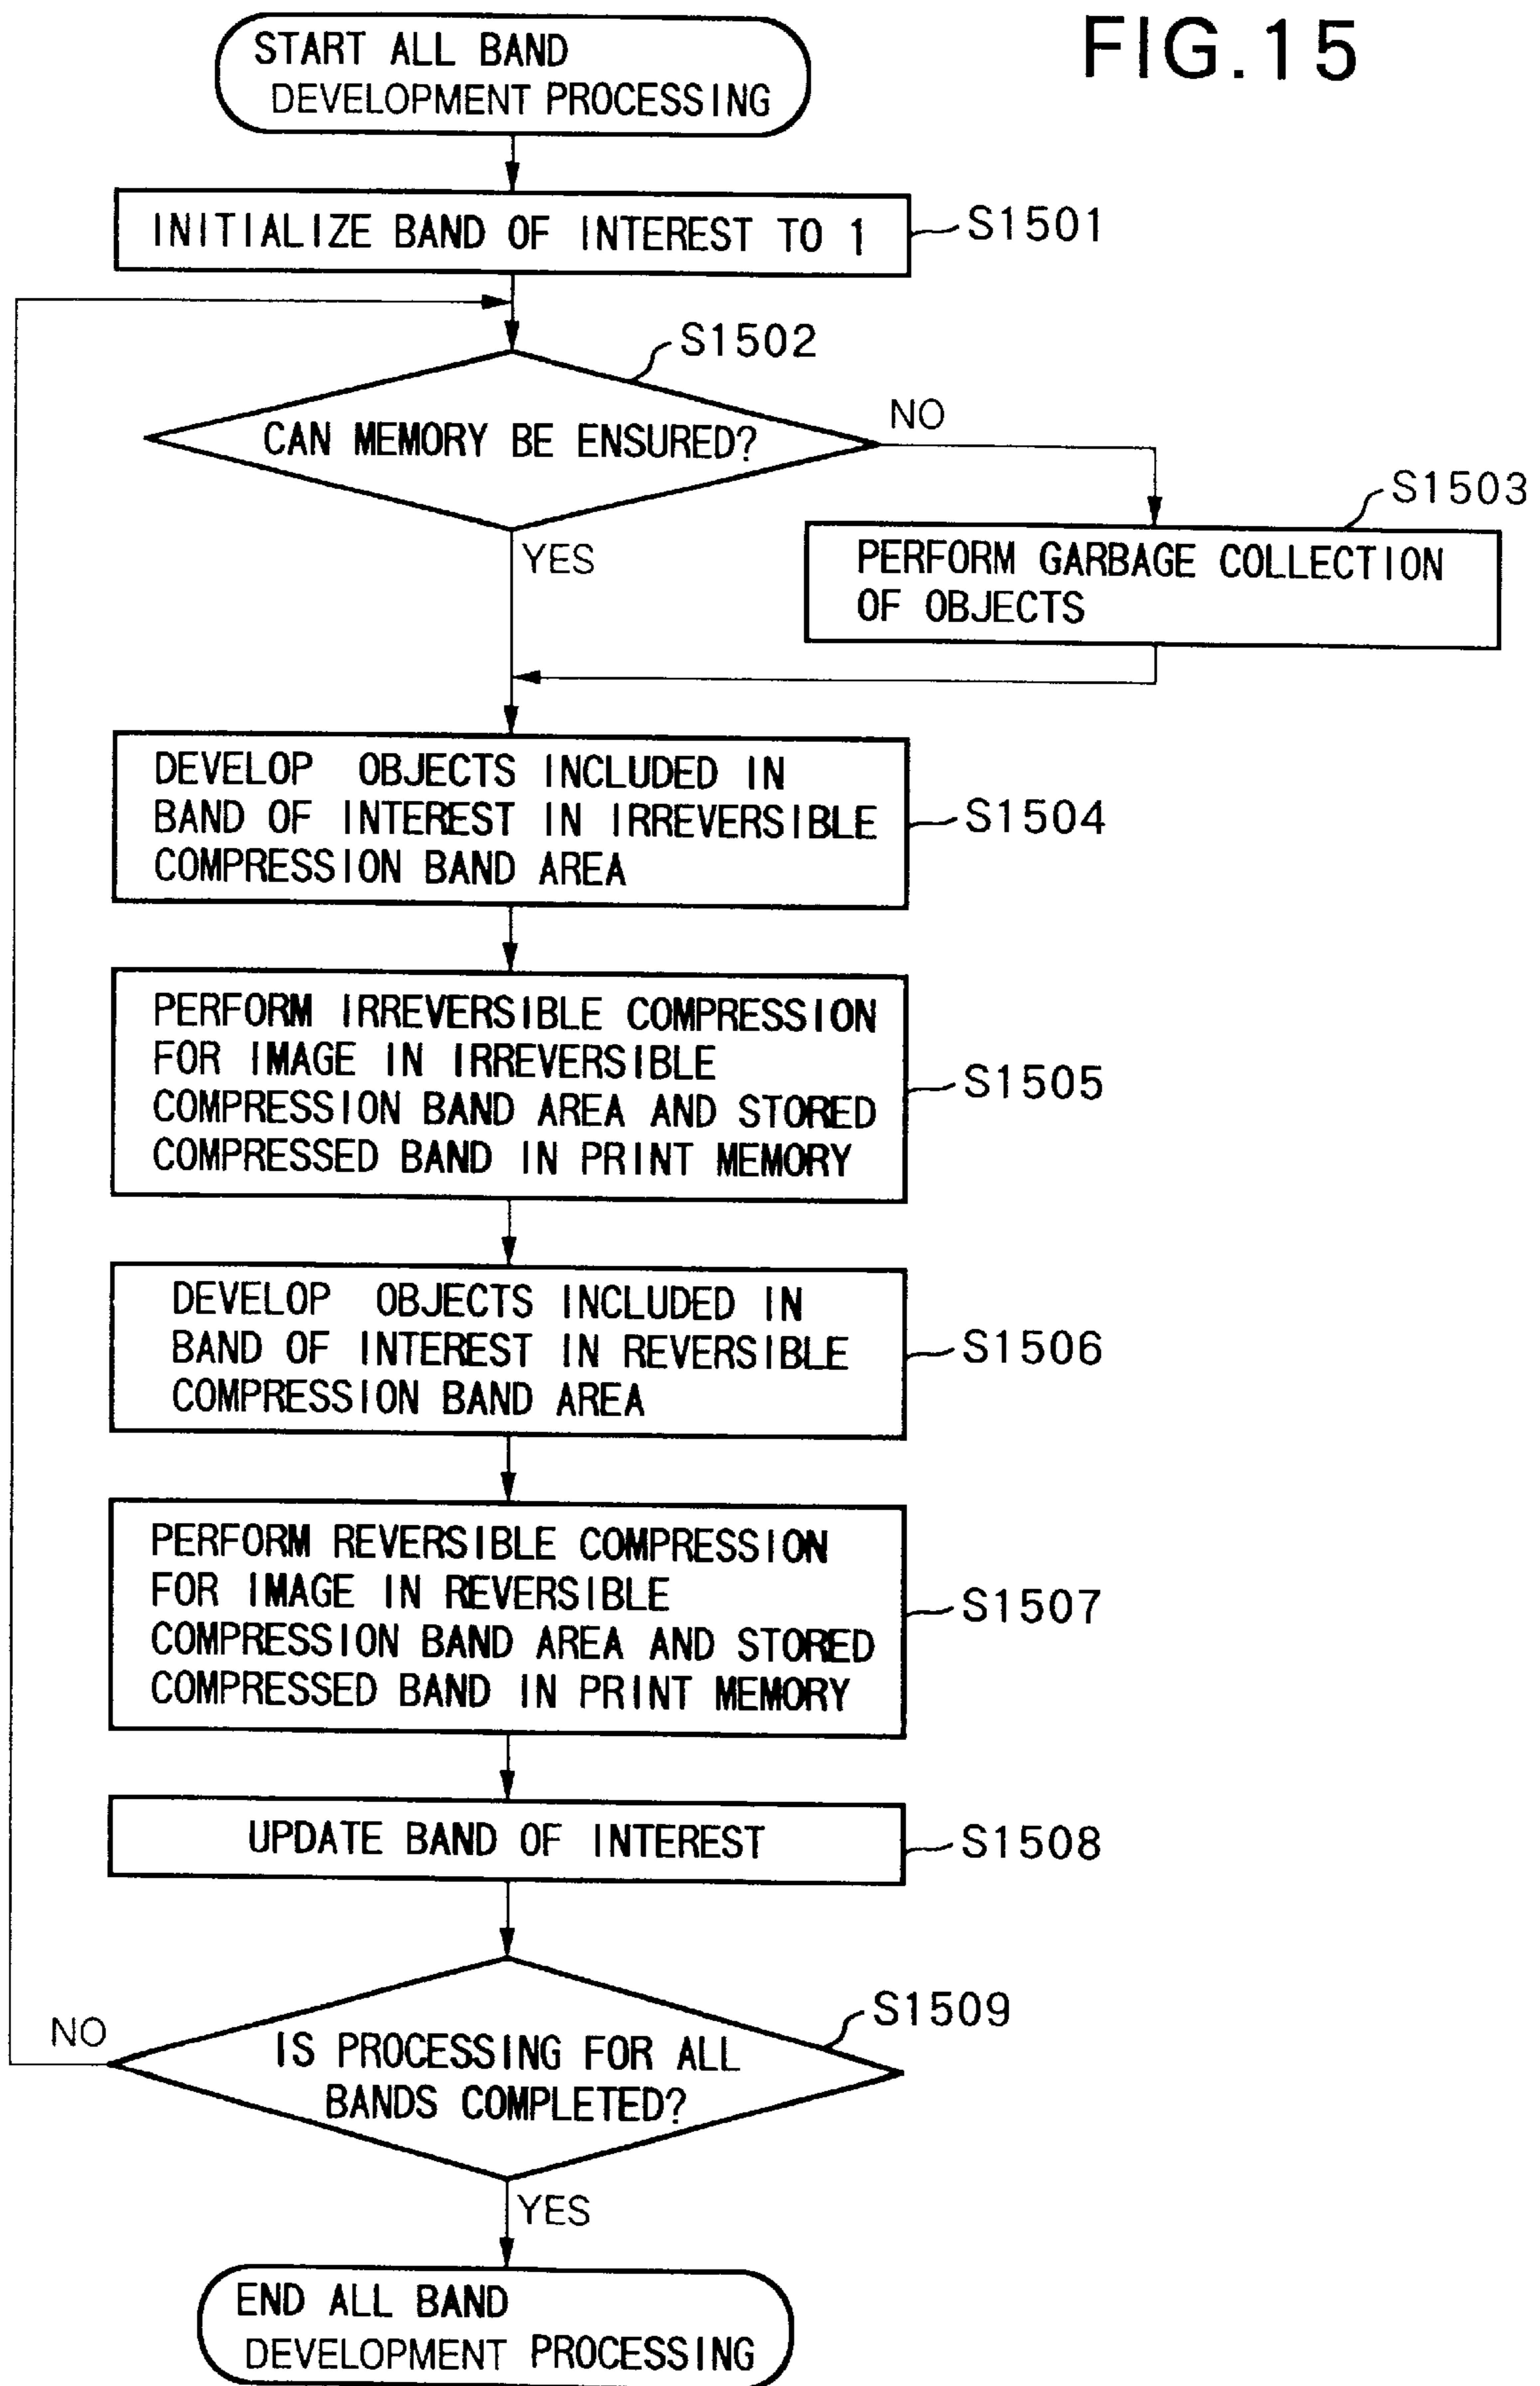 FIG.15
START ALL BAND
DEVELOPMENT PROCESSING
INITIALIZE BAND OF INTEREST TO 1
S1501
S1502
CAN MEMORY BE ENSURED?
NO
YES
S1503
PERFORM GARBAGE COLLECTION
OF OBJECTS
DEVELOP OBJECTS INCLUDED IN
BAND OF INTEREST IN IRREVERSIBLE
COMPRESSION BAND AREA
S1504
PERFORM IRREVERSIBLE COMPRESSION
FOR IMAGE IN IRREVERSIBLE
COMPRESSION BAND AREA AND STORED
COMPRESSED BAND IN PRINT MEMORY
S1505
DEVELOP OBJECTS INCLUDED IN
BAND OF INTEREST IN REVERSIBLE
COMPRESSION BAND AREA
S1506
PERFORM REVERSIBLE COMPRESSION
FOR IMAGE IN REVERSIBLE
COMPRESSION BAND AREA AND STORED
COMPRESSED BAND IN PRINT MEMORY
S1507
UPDATE BAND OF INTEREST
S1508
S1509
NO
IS PROCESSING FOR ALL
BANDS COMPLETED?
YES
END ALL BAND
DEVELOPMENT PROCESSING